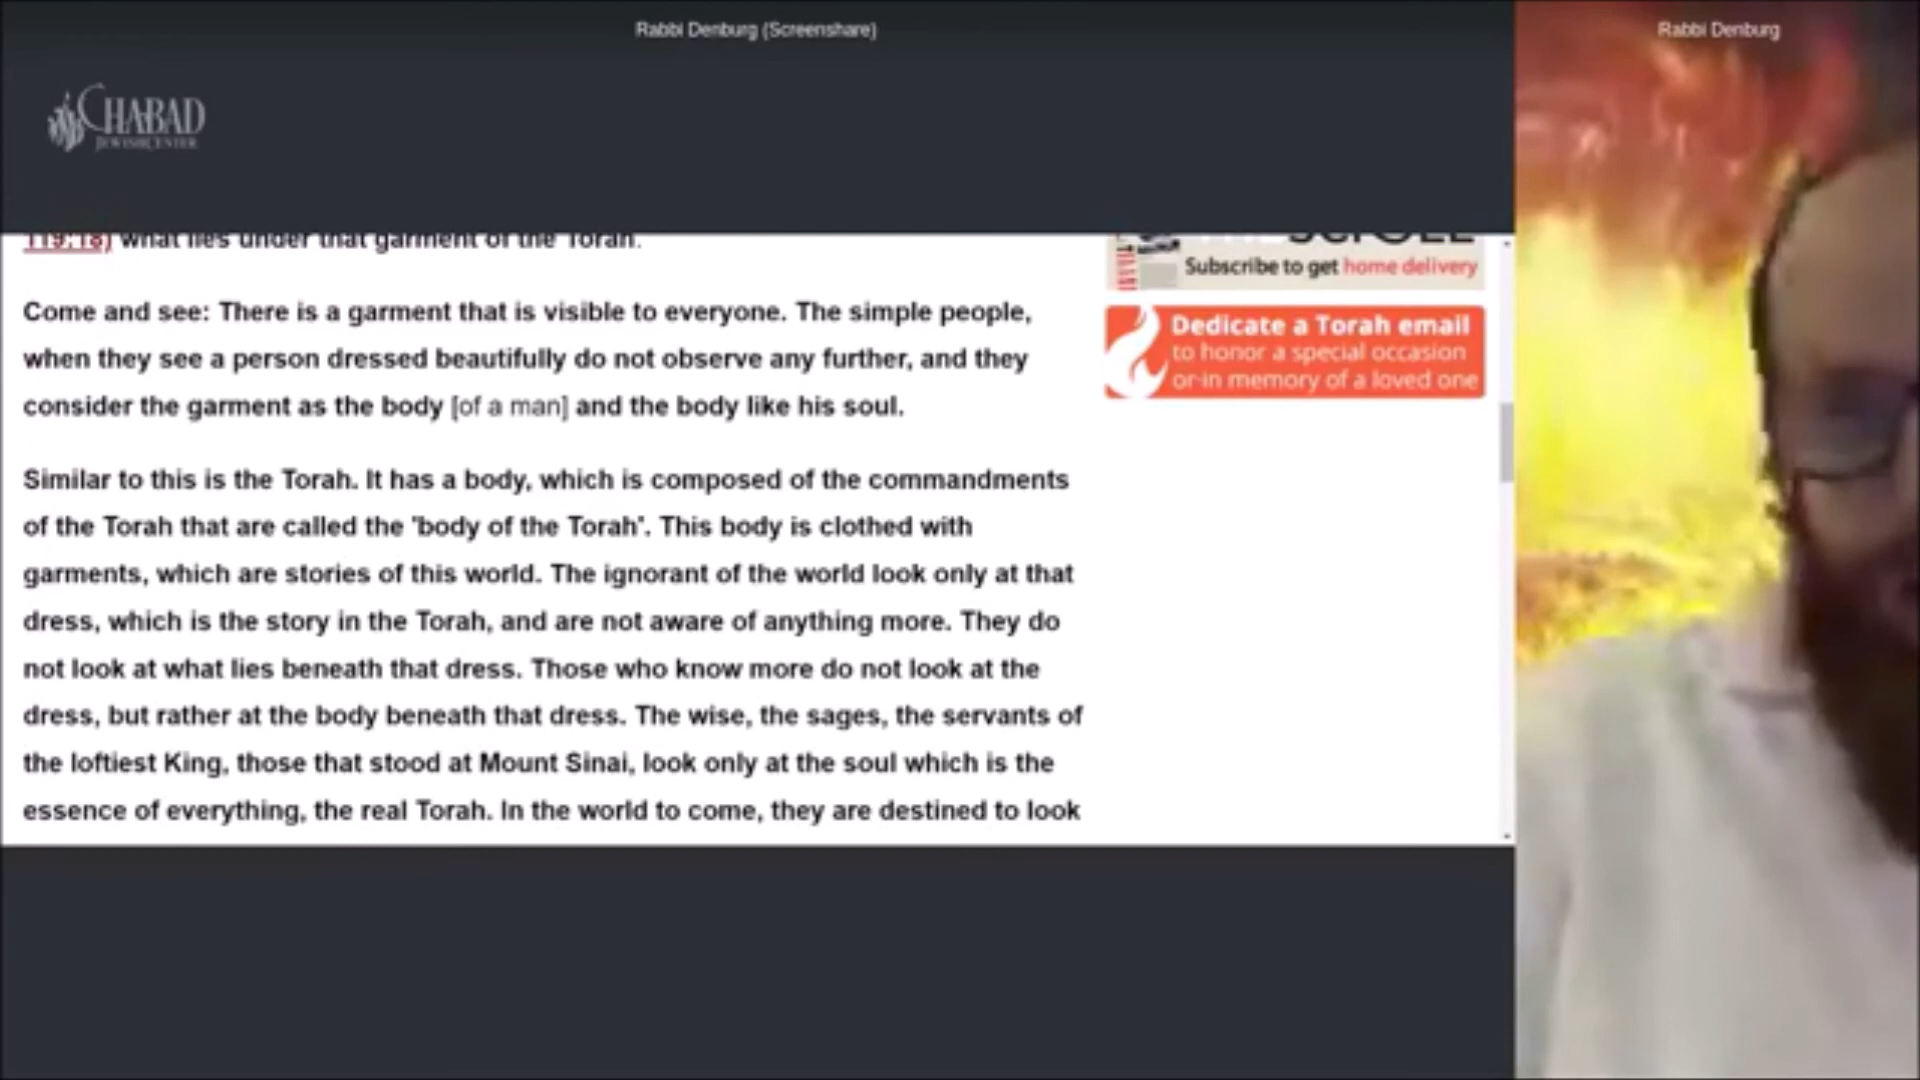 Rabbi Denburg (Screenshare)
Rabbi Denburg
CHABAD
JEWISH CENTER
119:18) what lies under that garment of the Torah.
Come and see: There is a garment that is visible to everyone. The simple people,
when they see a person dressed beautifully do not observe any further, and they
consider the garment as the body [of a man] and the body like his soul.
Similar to this is the Torah. It has a body, which is composed of the commandments
of the Torah that are called the 'body of the Torah'. This body is clothed with
garments, which are stories of this world. The ignorant of the world look only at that
dress, which is the story in the Torah, and are not aware of anything more. They do
not look at what lies beneath that dress. Those who know more do not look at the
dress, but rather at the body beneath that dress. The wise, the sages, the servants of
the loftiest King, those that stood at Mount Sinai, look only at the soul which is the
essence of everything, the real Torah. In the world to come, they are destined to look
SCROLL
Subscribe to get home delivery
Dedicate a Torah email
to honor a special occasion
or in memory of a loved one